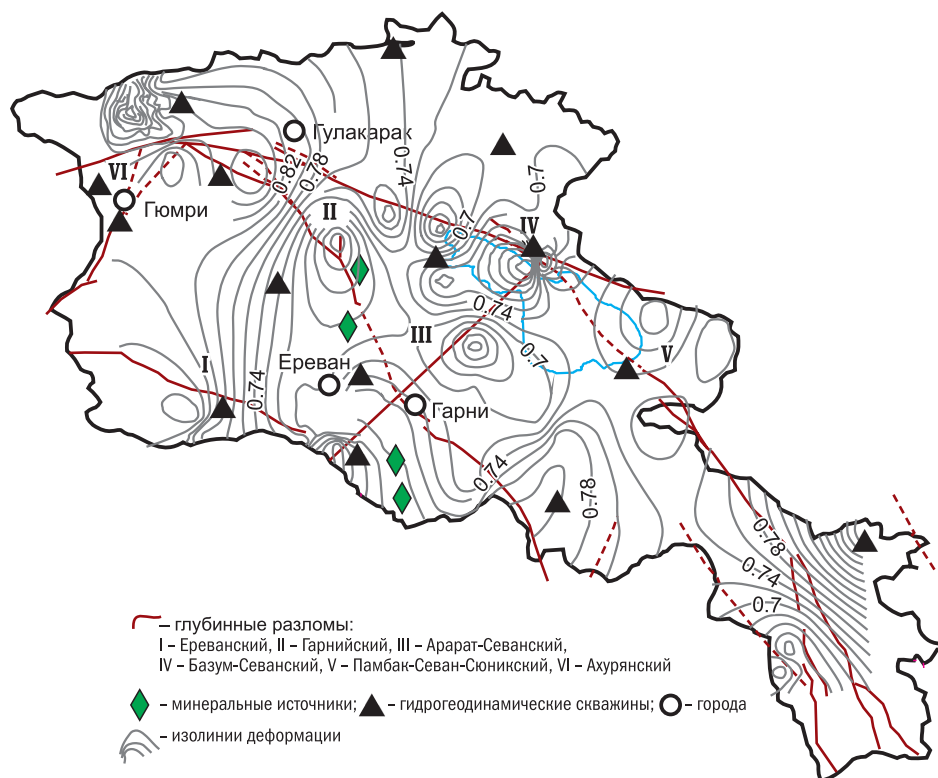 Гулакарак
0.82
0.78
0.74
0.7
VI
Гюмри
II
0.7
IV
0.74
III
0.7
V
I
0.74
Ереван
Гарни
0.74
0.78
0.78
0.74
0.7
– глубинные разломы:
I – Ереванский, II – Гарнийский, III – Арарат-Севанский,
IV – Базум-Севанский, V – Памбак-Севан-Сюникский, VI – Ахурянский
– минеральные источники; – гидрогеодинамические скважины; – города
– изолинии деформации